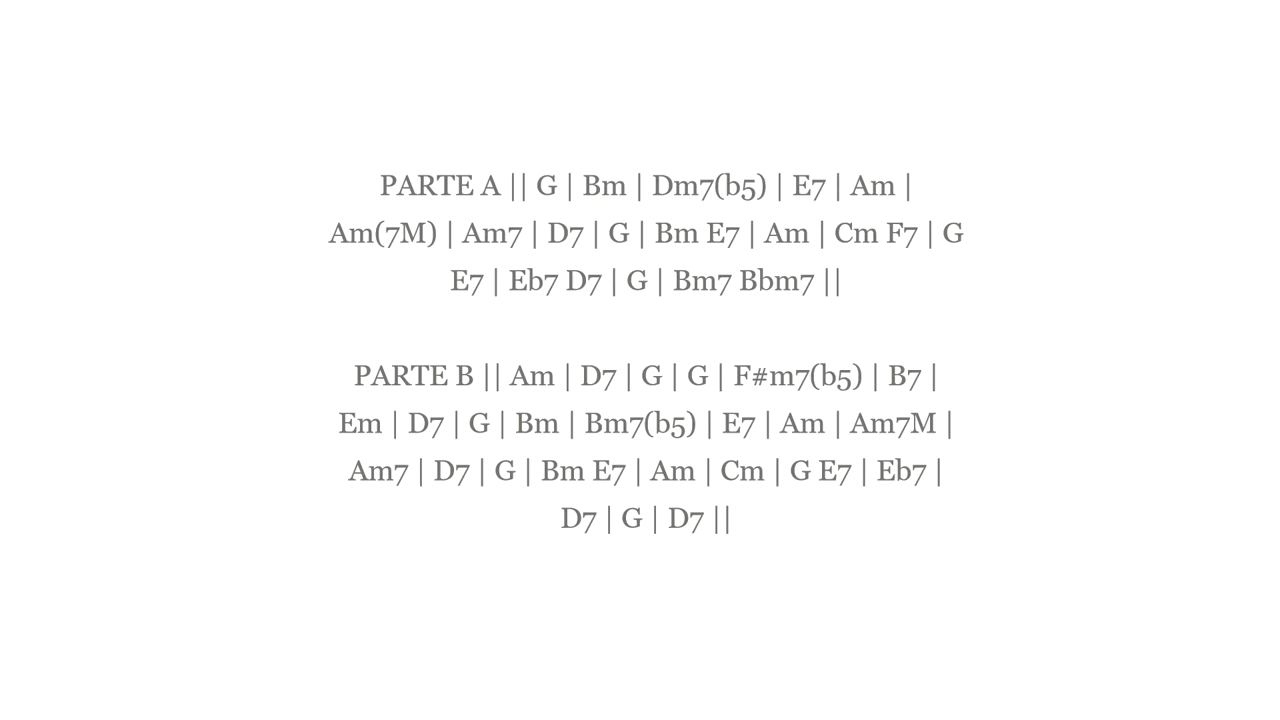 PARTE A || G | Bm | Dm7(b5) | E7 | Am |
Am(7M) | Am7 | D7 | G | Bm E7 | Am | Cm F7 | G
E7 | Eb7 D7 | G | Bm7 Bbm7 ||
PARTE B || Am | D7 | G | G | F#m7(b5) | B7 |
Em | D7 | G | Bm | Bm7(b5) | E7 | Am | Am7M |
Am7 | D7 | G | Bm E7 | Am | Cm | G E7 | Eb7 |
D7 | G | D7 ||